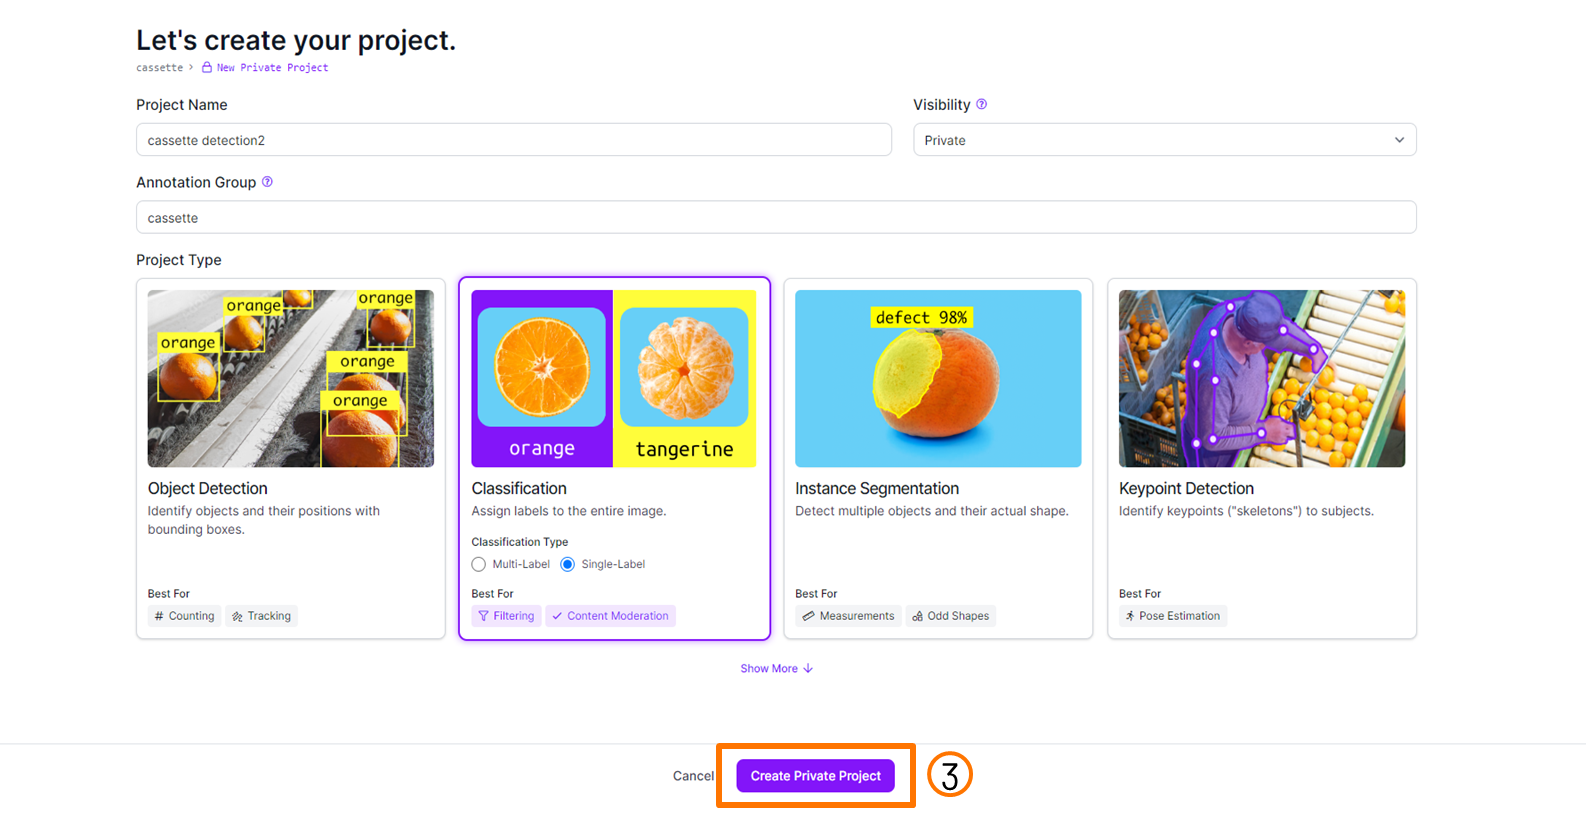 Let's create your project.
cassette > New Private Project
Project Name
Visibility ?
cassette detection2
Private
Annotation Group ?
cassette
Project Type
orange
orange
orange
orange
orange
orange
tangerine
defect 98%
Object Detection
Identify objects and their positions with
bounding boxes.
Best For
# Counting
Tracking
Classification
Assign labels to the entire image.
Classification Type
Multi-Label
Single-Label
Best For
Filtering
Content Moderation
Instance Segmentation
Detect multiple objects and their actual shape.
Best For
Measurements
Odd Shapes
Keypoint Detection
Identify keypoints ("skeletons") to subjects.
Best For
Pose Estimation
Show More ↓
Cancel
Create Private Project
3